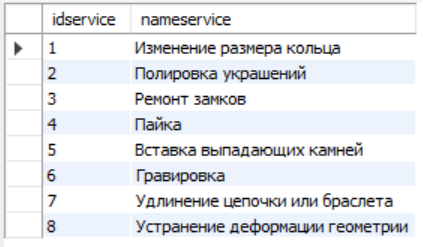 idservice nameservice
1 Изменение размера кольца
2 Полировка украшений
3 Ремонт замков
4 Пайка
5 Вставка выпадающих камней
6 Гравировка
7 Удлинение цепочки или браслета
8 Устранение деформации геометрии